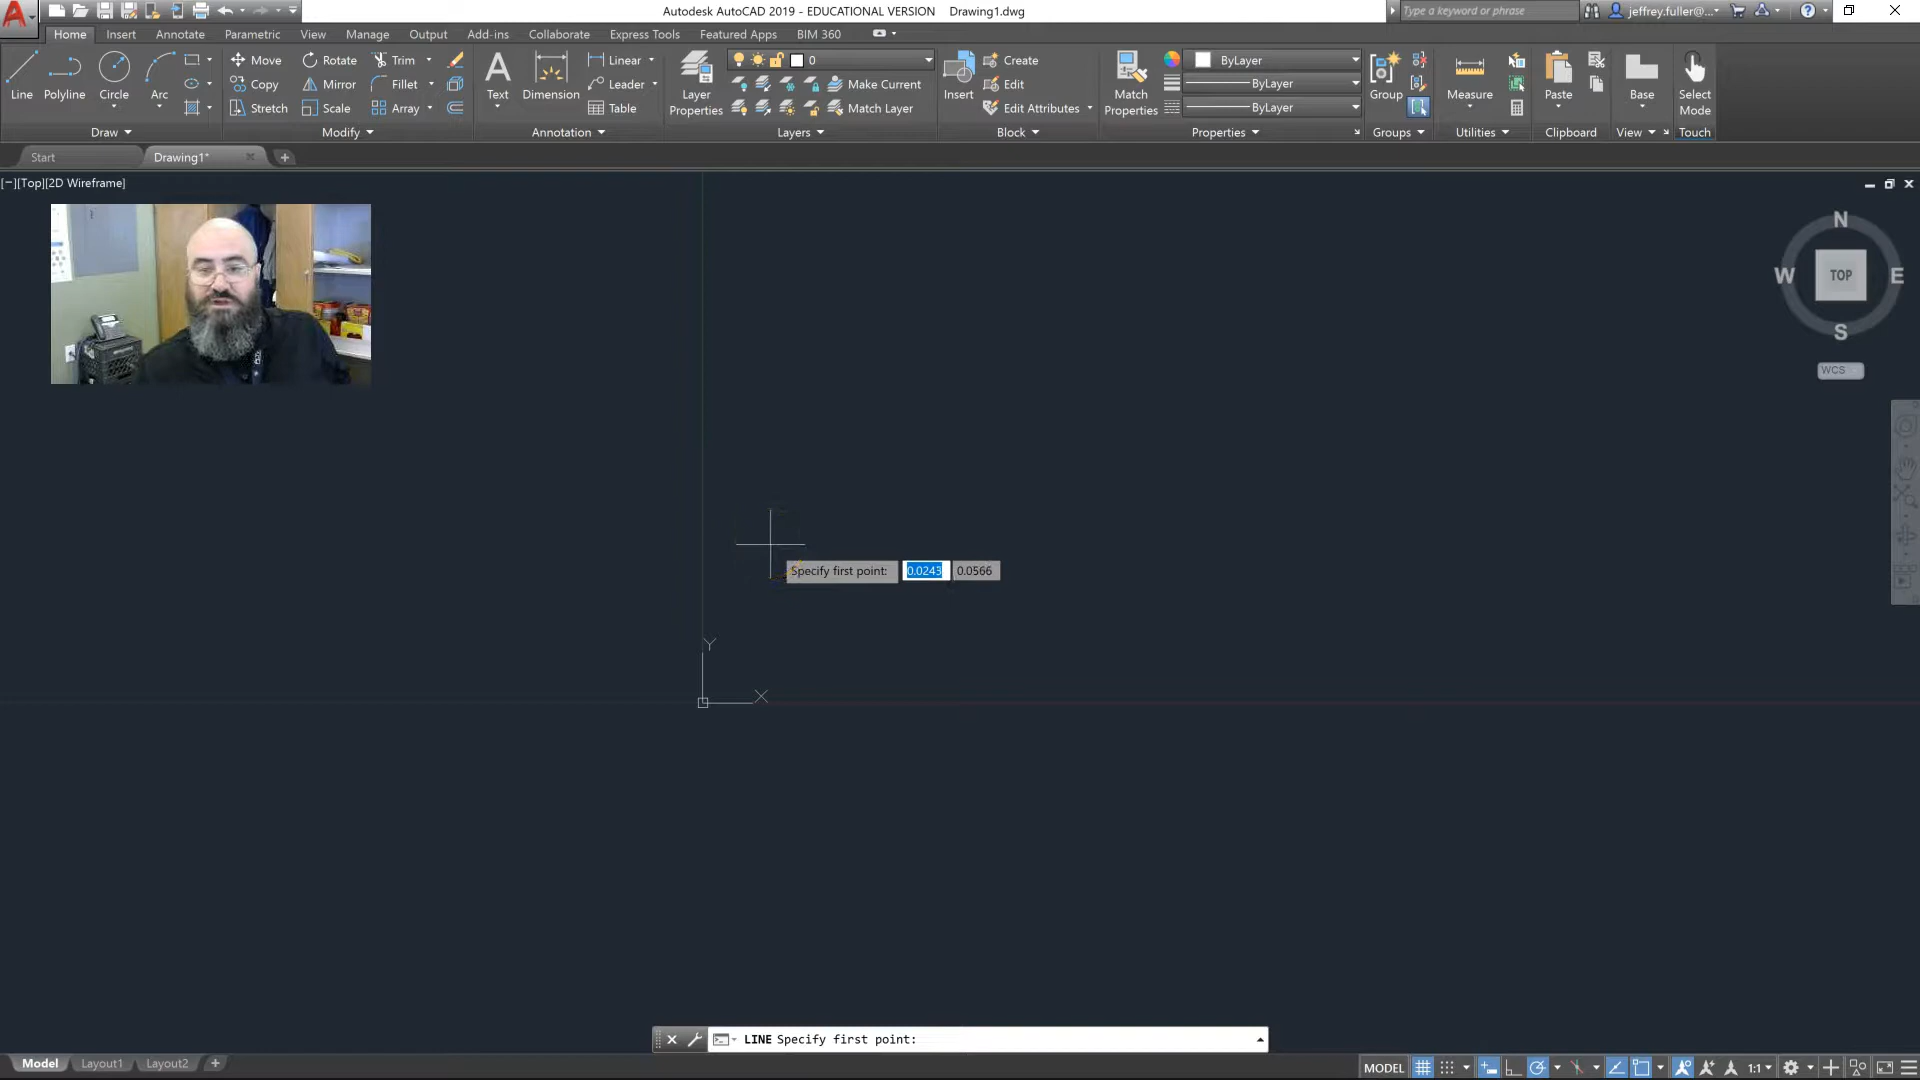 Autodesk AutoCAD 2019 - EDUCATIONAL VERSION Drawing1.dwg
Type a keyword or phrase
jeffrey.fuller@...
Home Insert Annotate Parametric View Manage Output Add-ins Collaborate Express Tools Featured Apps BIM 360
Line Polyline Circle Arc
Move Rotate Trim
Copy Mirror Fillet
Stretch Scale Array
Text Dimension
Linear
Leader
Table
Layer Properties
0
Make Current
Match Layer
Insert
Create
Edit
Edit Attributes
Match Properties
ByLayer
ByLayer
ByLayer
Group
Measure
Paste
Base
Select Mode
Draw Modify Annotation Layers Block Properties Groups Utilities Clipboard View Touch
Start Drawing1*
[−][Top][2D Wireframe]
N
W TOP E
S
WCS
Specify first point: 0.0243 0.0566
Y
X
LINE Specify first point:
Model Layout1 Layout2
MODEL 1:1